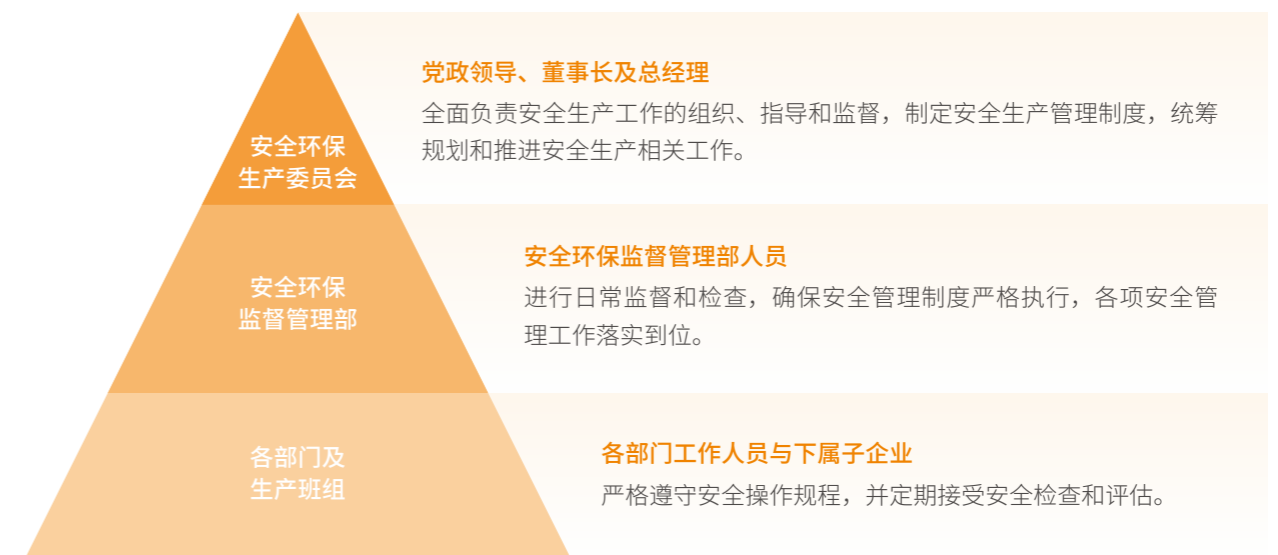 安全环保
生产委员会
党政领导、董事长及总经理
全面负责安全生产工作的组织、指导和监督，制定安全生产管理制度，统筹
规划和推进安全生产相关工作。
安全环保
监督管理部
安全环保监督管理部人员
进行日常监督和检查，确保安全管理制度严格执行，各项安全管
理工作落实到位。
各部门及
生产班组
各部门工作人员与下属子企业
严格遵守安全操作规程，并定期接受安全检查和评估。